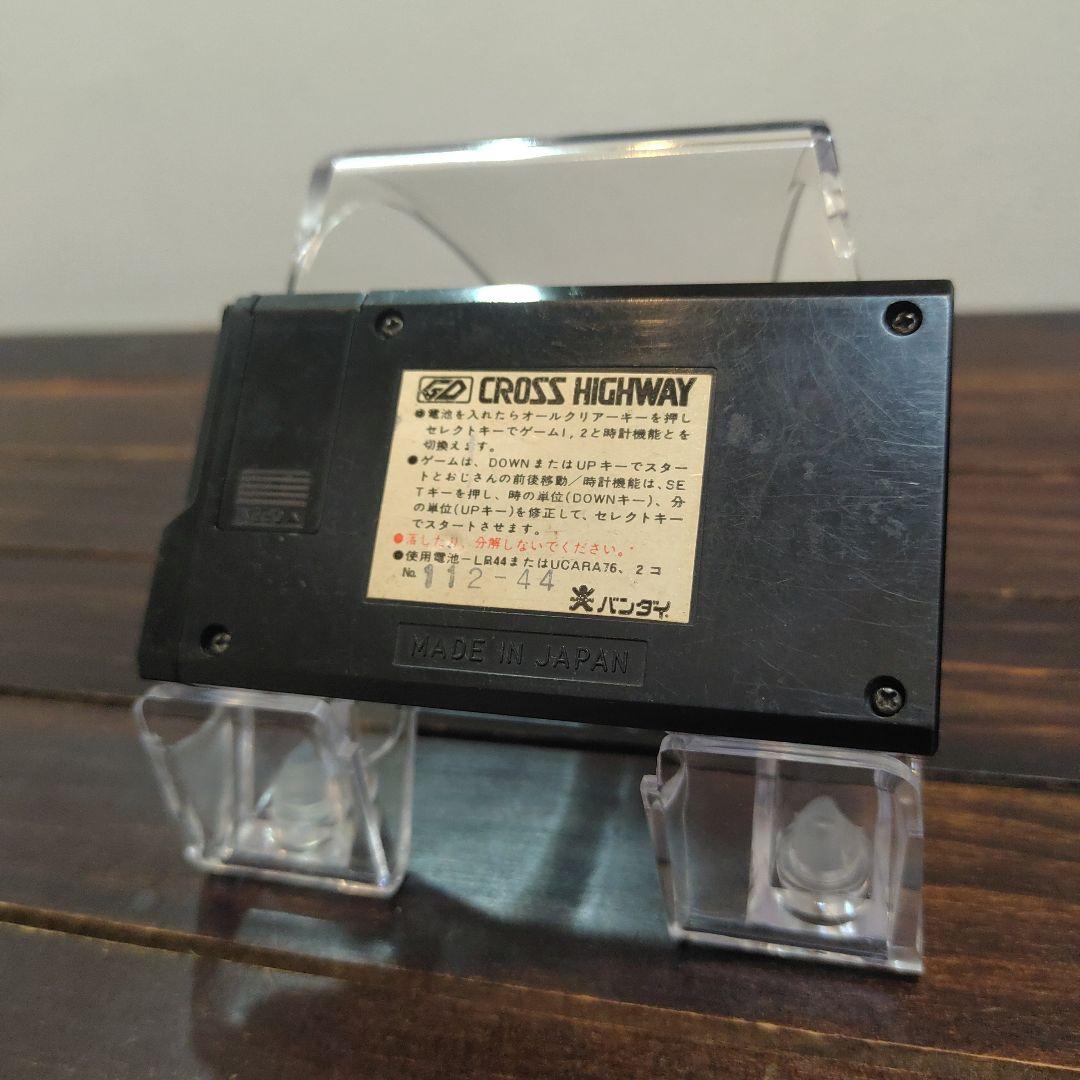 GD CROSS HIGHWAY
●電池を入れたらオールクリアーキーを押し
セレクトキーでゲーム1,2と時計機能とを
切換えます。
●ゲームは、DOWNまたはUPキーでスター
トとおじさんの前後移動/時計機能は、SE
Tキーを押し、時の単位(DOWNキー)、分
の単位(UPキー)を修正して、セレクトキー
でスタートさせます。
●落したり、分解しないでください。
●使用電池-LR44またはUCARA76、2コ
No. 112-44
バンダイ
MADE IN JAPAN